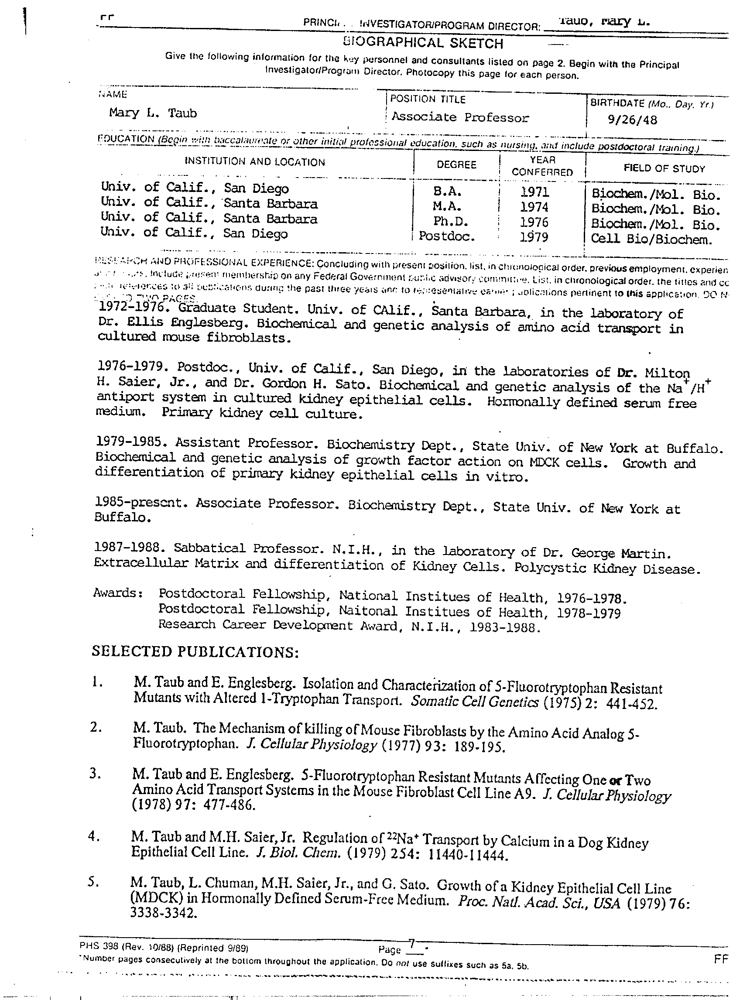 FF
PRINCI INVESTIGATOR/PROGRAM DIRECTOR: Taub, Mary L.
BIOGRAPHICAL SKETCH
Give the following information for the key personnel and consultants listed on page 2. Begin with the Principal
Investigator/Program Director. Photocopy this page for each person.
NAME
POSITION TITLE
BIRTHDATE (Mo., Day, Yr.)
Mary L. Taub
Associate Professor
9/26/48
EDUCATION (Begin with baccalaureate or other initial professional education, such as nursing, and include postdoctoral training.)
INSTITUTION AND LOCATION
DEGREE
YEAR
CONFERRED
FIELD OF STUDY
Univ. of Calif., San Diego B.A. 1971 Biochem./Mol. Bio.
Univ. of Calif., Santa Barbara M.A. 1974 Biochem./Mol. Bio.
Univ. of Calif., Santa Barbara Ph.D. 1976 Biochem./Mol. Bio.
Univ. of Calif., San Diego Postdoc. 1979 Cell Bio/Biochem.
RESEARCH AND PROFESSIONAL EXPERIENCE: Concluding with present position, list, in chronological order, previous employment, experien
Include present membership on any Federal Government public advisory committee. List, in chronological order, the titles and co
references to all publications during the past three years and to representative earlier publications pertinent to this application. DO N
TWO PAGES.
1972-1976. Graduate Student. Univ. of CAlif., Santa Barbara, in the laboratory of
Dr. Ellis Englesberg. Biochemical and genetic analysis of amino acid transport in
cultured mouse fibroblasts.
1976-1979. Postdoc., Univ. of Calif., San Diego, in the laboratories of Dr. Milton
H. Saier, Jr., and Dr. Gordon H. Sato. Biochemical and genetic analysis of the Na+/H+
antiport system in cultured kidney epithelial cells. Hormonally defined serum free
medium. Primary kidney cell culture.
1979-1985. Assistant Professor. Biochemistry Dept., State Univ. of New York at Buffalo.
Biochemical and genetic analysis of growth factor action on MDCK cells. Growth and
differentiation of primary kidney epithelial cells in vitro.
1985-present. Associate Professor. Biochemistry Dept., State Univ. of New York at
Buffalo.
1987-1988. Sabbatical Professor. N.I.H., in the laboratory of Dr. George Martin.
Extracellular Matrix and differentiation of Kidney Cells. Polycystic Kidney Disease.
Awards: Postdoctoral Fellowship, National Institues of Health, 1976-1978.
Postdoctoral Fellowship, Naitonal Institues of Health, 1978-1979
Research Career Development Award, N.I.H., 1983-1988.
SELECTED PUBLICATIONS:
1. M. Taub and E. Englesberg. Isolation and Characterization of 5-Fluorotryptophan Resistant
Mutants with Altered l-Tryptophan Transport. Somatic Cell Genetics (1975) 2: 441-452.
2. M. Taub. The Mechanism of killing of Mouse Fibroblasts by the Amino Acid Analog 5-
Fluorotryptophan. J. Cellular Physiology (1977) 93: 189-195.
3. M. Taub and E. Englesberg. 5-Fluorotryptophan Resistant Mutants Affecting One or Two
Amino Acid Transport Systems in the Mouse Fibroblast Cell Line A9. J. Cellular Physiology
(1978) 97: 477-486.
4. M. Taub and M.H. Saier, Jr. Regulation of 22Na+ Transport by Calcium in a Dog Kidney
Epithelial Cell Line. J. Biol. Chem. (1979) 254: 11440-11444.
5. M. Taub, L. Chuman, M.H. Saier, Jr., and G. Sato. Growth of a Kidney Epithelial Cell Line
(MDCK) in Hormonally Defined Serum-Free Medium. Proc. Natl. Acad. Sci., USA (1979) 76:
3338-3342.
PHS 398 (Rev. 10/88) (Reprinted 9/89) Page 7 *
*Number pages consecutively at the bottom throughout the application. Do not use suffixes such as 5a, 5b.
FF